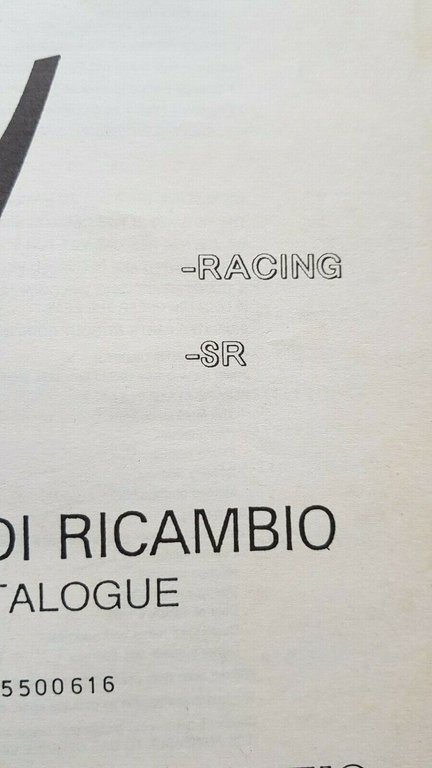 -RACING
-SR
DI RICAMBIO
TALOGUE
5500616